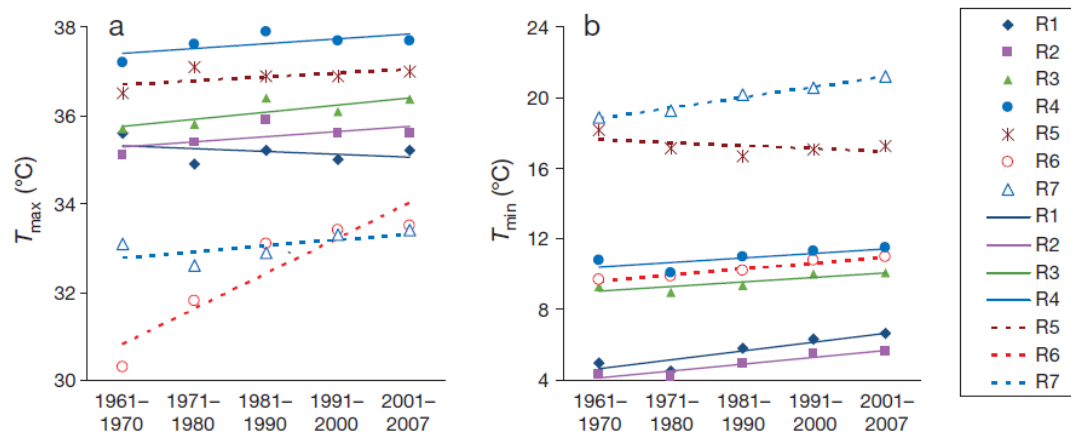 a
T max (°C)
38
36
34
32
30
1961–
1970
1971–
1980
1981–
1990
1991–
2000
2001–
2007
b
T min (°C)
24
20
16
12
8
4
1961–
1970
1971–
1980
1981–
1990
1991–
2000
2001–
2007
R1
R2
R3
R4
R5
R6
R7
R1
R2
R3
R4
R5
R6
R7